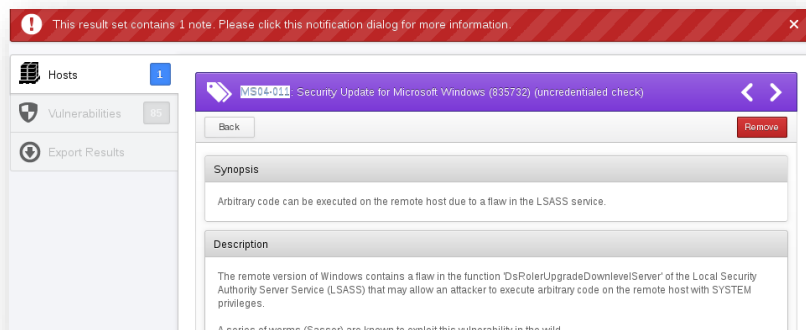 This result set contains 1 note. Please click this notification dialog for more information.
Hosts 1
MS04-011: Security Update for Microsoft Windows (835732) (uncredentialed check)
Vulnerabilities 85
Back Remove
Export Results
Synopsis
Arbitrary code can be executed on the remote host due to a flaw in the LSASS service.
Description
The remote version of Windows contains a flaw in the function 'DsRolerUpgradeDownlevelServer' of the Local Security
Authority Server Service (LSASS) that may allow an attacker to execute arbitrary code on the remote host with SYSTEM
privileges.
A series of worms (Sasser) are known to exploit this vulnerability in the wild.